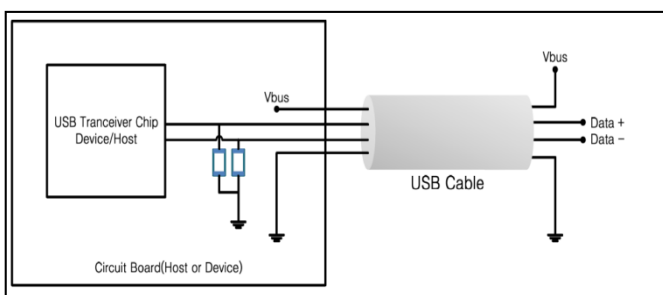 Vbus
Vbus
USB Tranceiver Chip
Device/Host
Data +
Data -
USB Cable
Circuit Board(Host or Device)